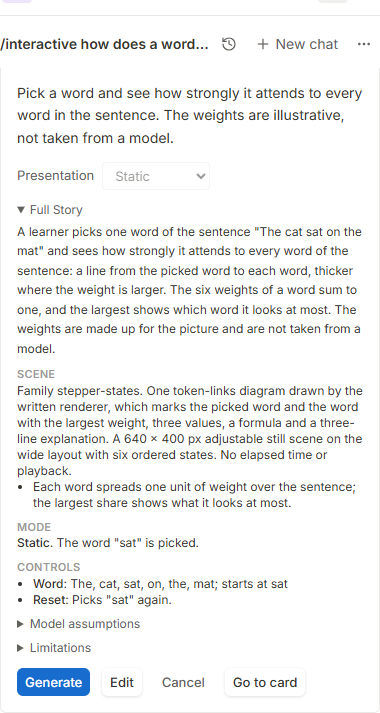 /interactive how does a word...
New chat
Pick a word and see how strongly it attends to every
word in the sentence. The weights are illustrative,
not taken from a model.
Presentation
Static
Full Story
A learner picks one word of the sentence "The cat sat on the
mat" and sees how strongly it attends to every word of the
sentence: a line from the picked word to each word, thicker
where the weight is larger. The six weights of a word sum to
one, and the largest shows which word it looks at most. The
weights are made up for the picture and are not taken from a
model.
SCENE
Family stepper-states. One token-links diagram drawn by the
written renderer, which marks the picked word and the word
with the largest weight, three values, a formula and a three-
line explanation. A 640 × 400 px adjustable still scene on the
wide layout with six ordered states. No elapsed time or
playback.
• Each word spreads one unit of weight over the sentence;
the largest share shows what it looks at most.
MODE
Static. The word "sat" is picked.
CONTROLS
• Word: The, cat, sat, on, the, mat; starts at sat
• Reset: Picks "sat" again.
Model assumptions
Limitations
Generate
Edit
Cancel
Go to card